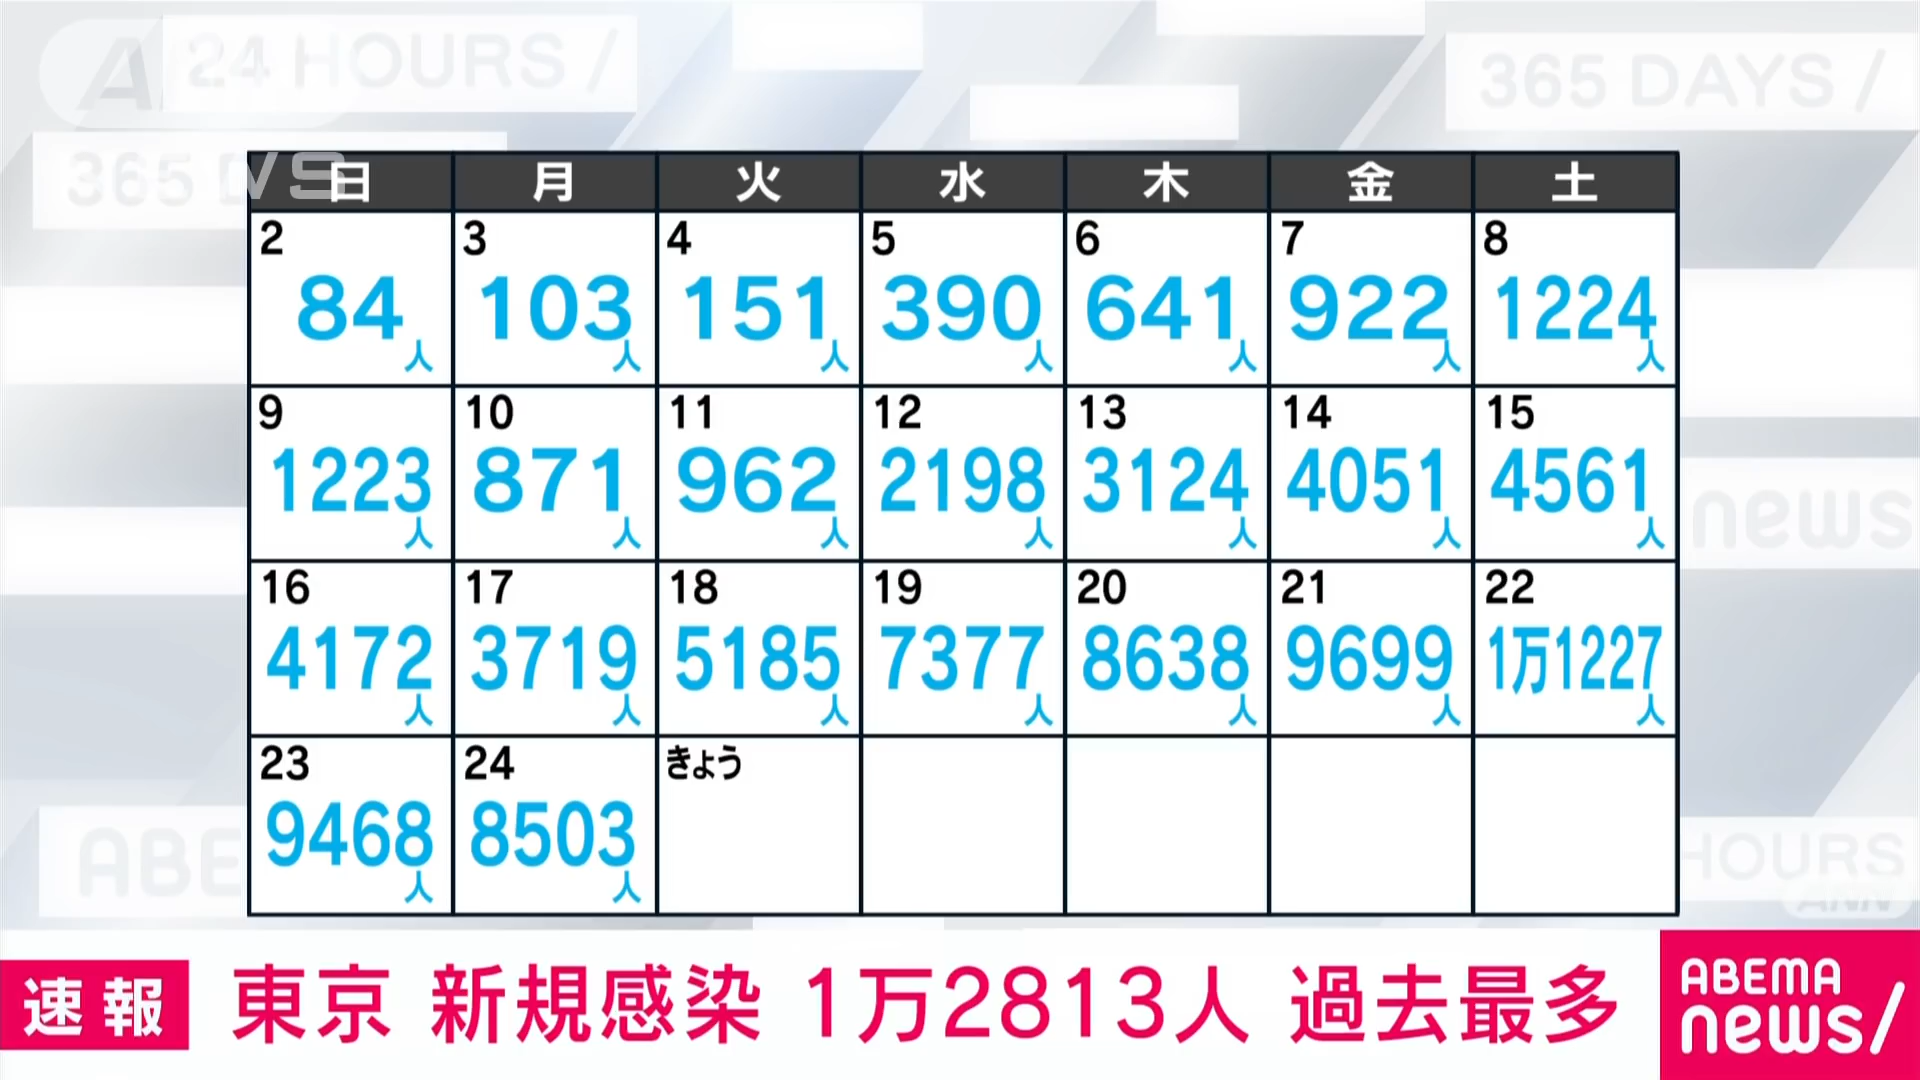 24 HOURS /
365 DAYS /
日 月 火 水 木 金 土
2 3 4 5 6 7 8
84人 103人 151人 390人 641人 922人 1224人
9 10 11 12 13 14 15
1223人 871人 962人 2198人 3124人 4051人 4561人
16 17 18 19 20 21 22
4172人 3719人 5185人 7377人 8638人 9699人 1万1227人
23 24 きょう
9468人 8503人
news
HOURS
ANN
速報 東京 新規感染 1万2813人 過去最多
ABEMA
news/